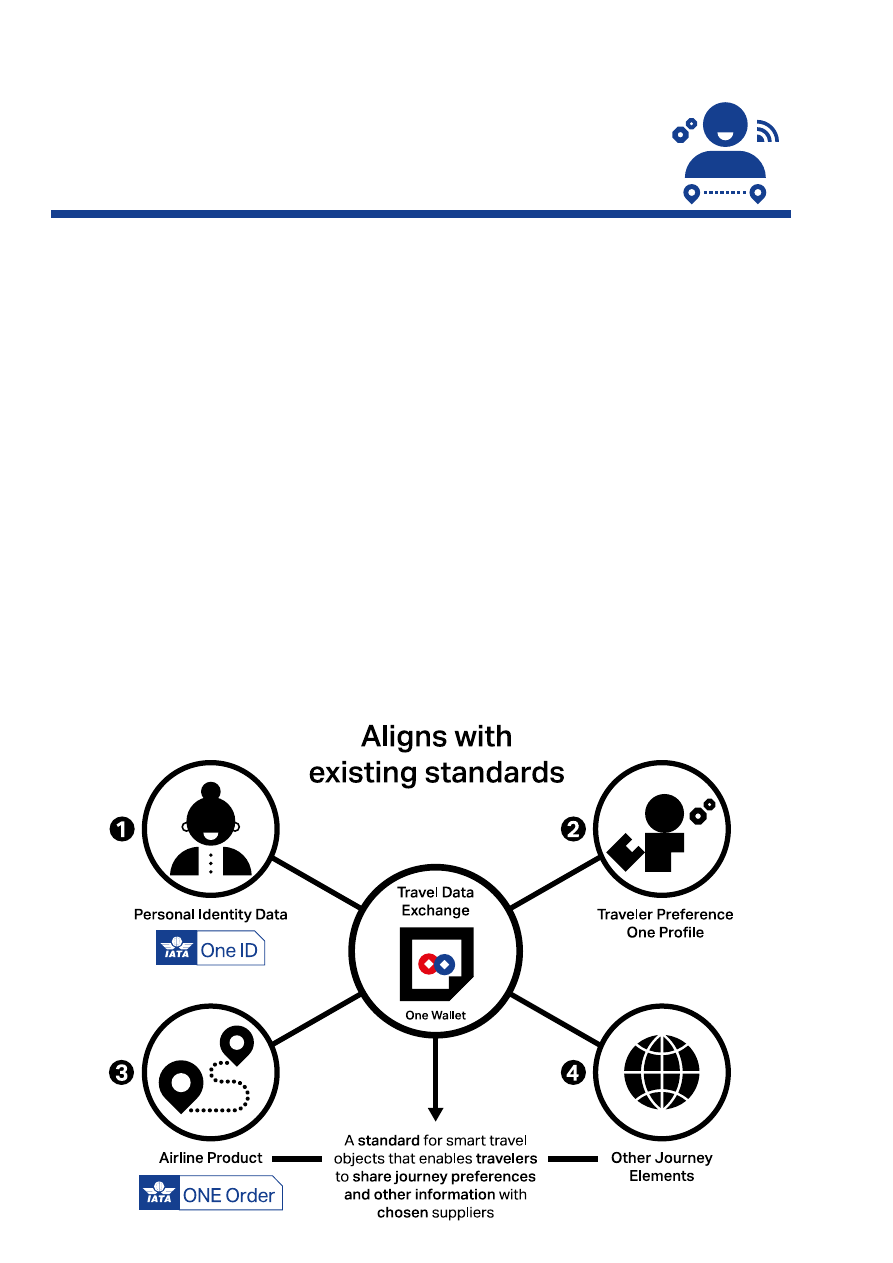 Aligns with
existing standards
1
2
Travel Data
Exchange
Personal Identity Data
IATA One ID
Traveler Preference
One Profile
One Wallet
3
4
A standard for smart travel
objects that enables travelers
to share journey preferences
and other information with
chosen suppliers
Airline Product
IATA ONE Order
Other Journey
Elements